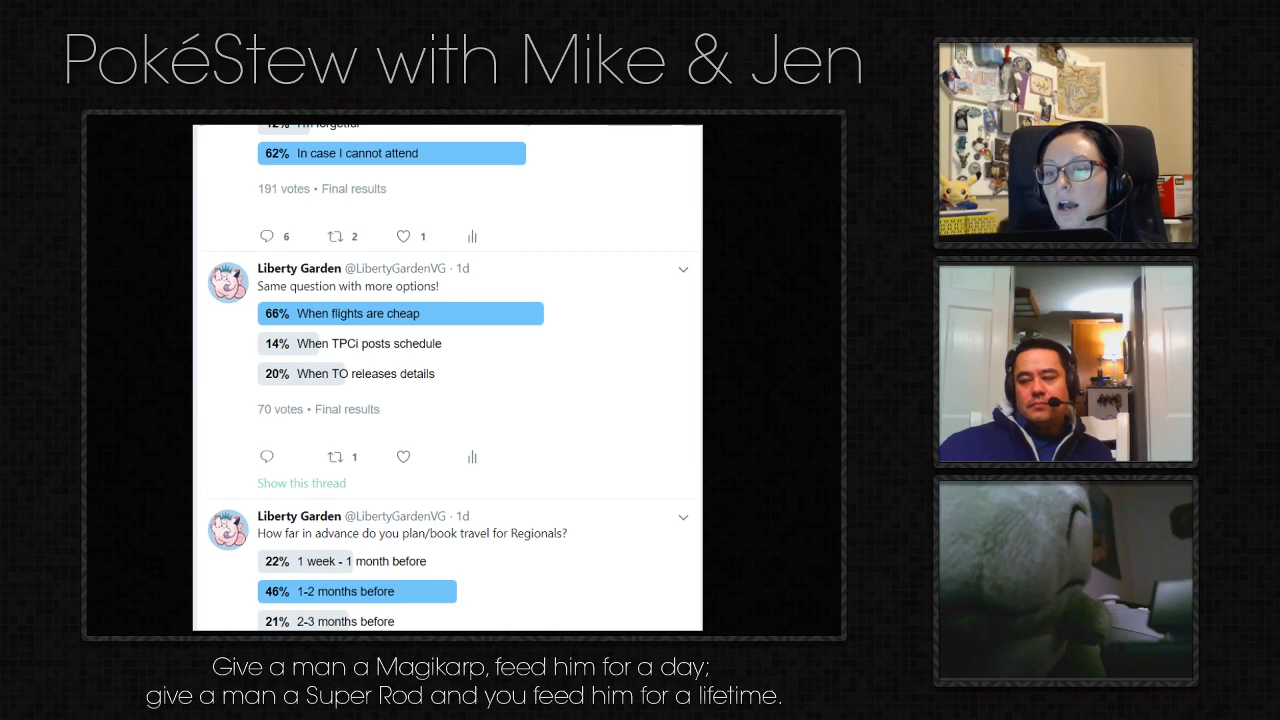 PokéStew with Mike & Jen
12% I'm forgetful
62% In case I cannot attend
191 votes • Final results
6 2 1
Liberty Garden @LibertyGardenVG · 1d
Same question with more options!
66% When flights are cheap
14% When TPCi posts schedule
20% When TO releases details
70 votes • Final results
1
Show this thread
Liberty Garden @LibertyGardenVG · 1d
How far in advance do you plan/book travel for Regionals?
22% 1 week - 1 month before
46% 1-2 months before
21% 2-3 months before
Give a man a Magikarp, feed him for a day;
give a man a Super Rod and you feed him for a lifetime.